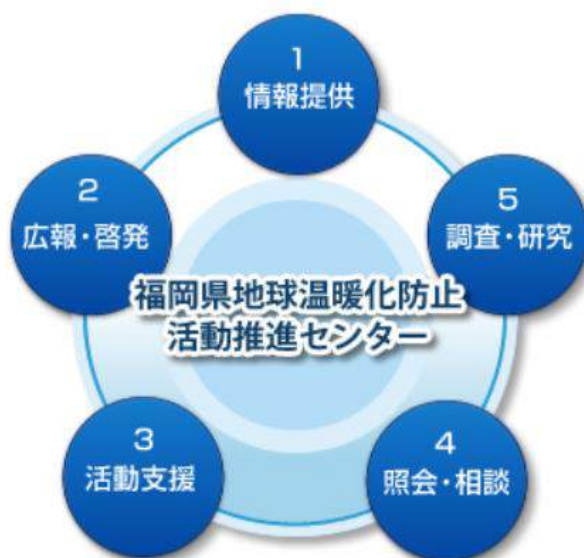 1
情報提供
2
広報・啓発
5
調査・研究
福岡県地球温暖化防止
活動推進センター
3
活動支援
4
照会・相談